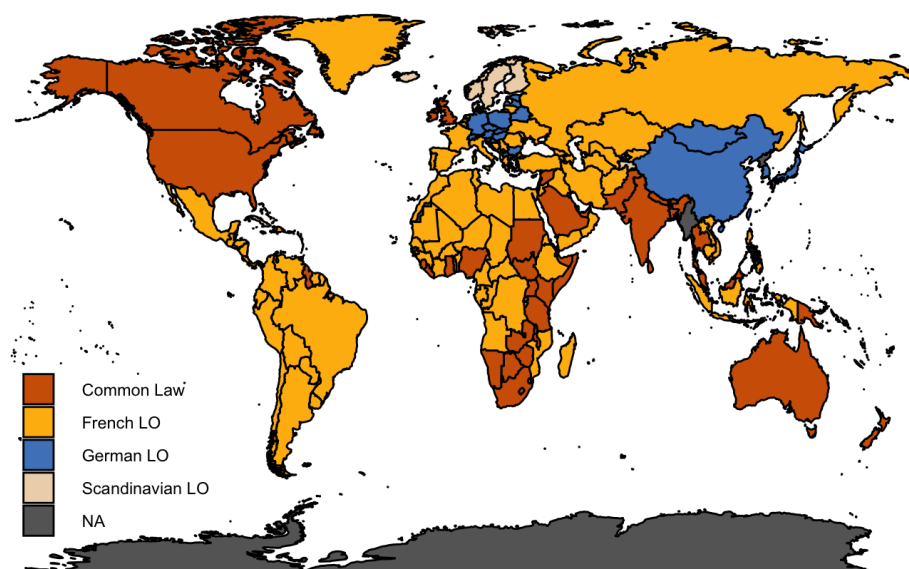 Common Law
French LO
German LO
Scandinavian LO
NA